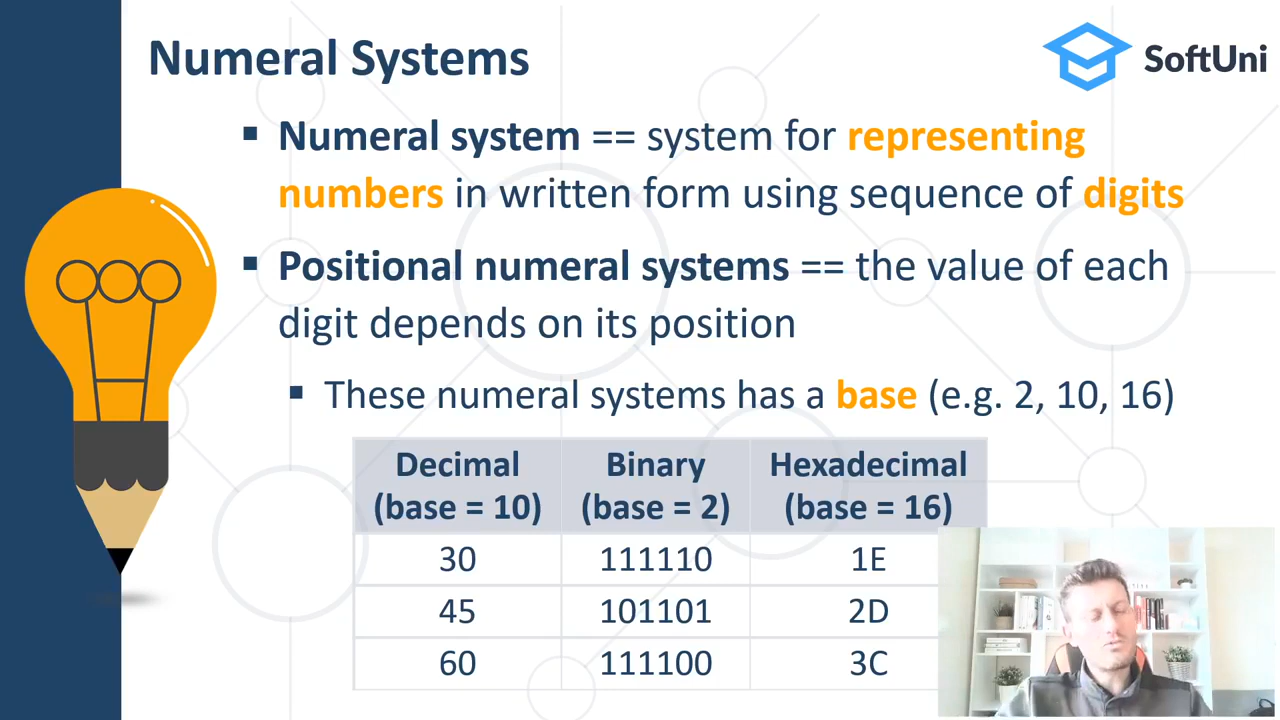 Numeral Systems
SoftUni
▪ Numeral system == system for representing
numbers in written form using sequence of digits
▪ Positional numeral systems == the value of each
digit depends on its position
▪ These numeral systems has a base (e.g. 2, 10, 16)
Decimal Binary Hexadecimal
(base = 10) (base = 2) (base = 16)
30 111110 1E
45 101101 2D
60 111100 3C